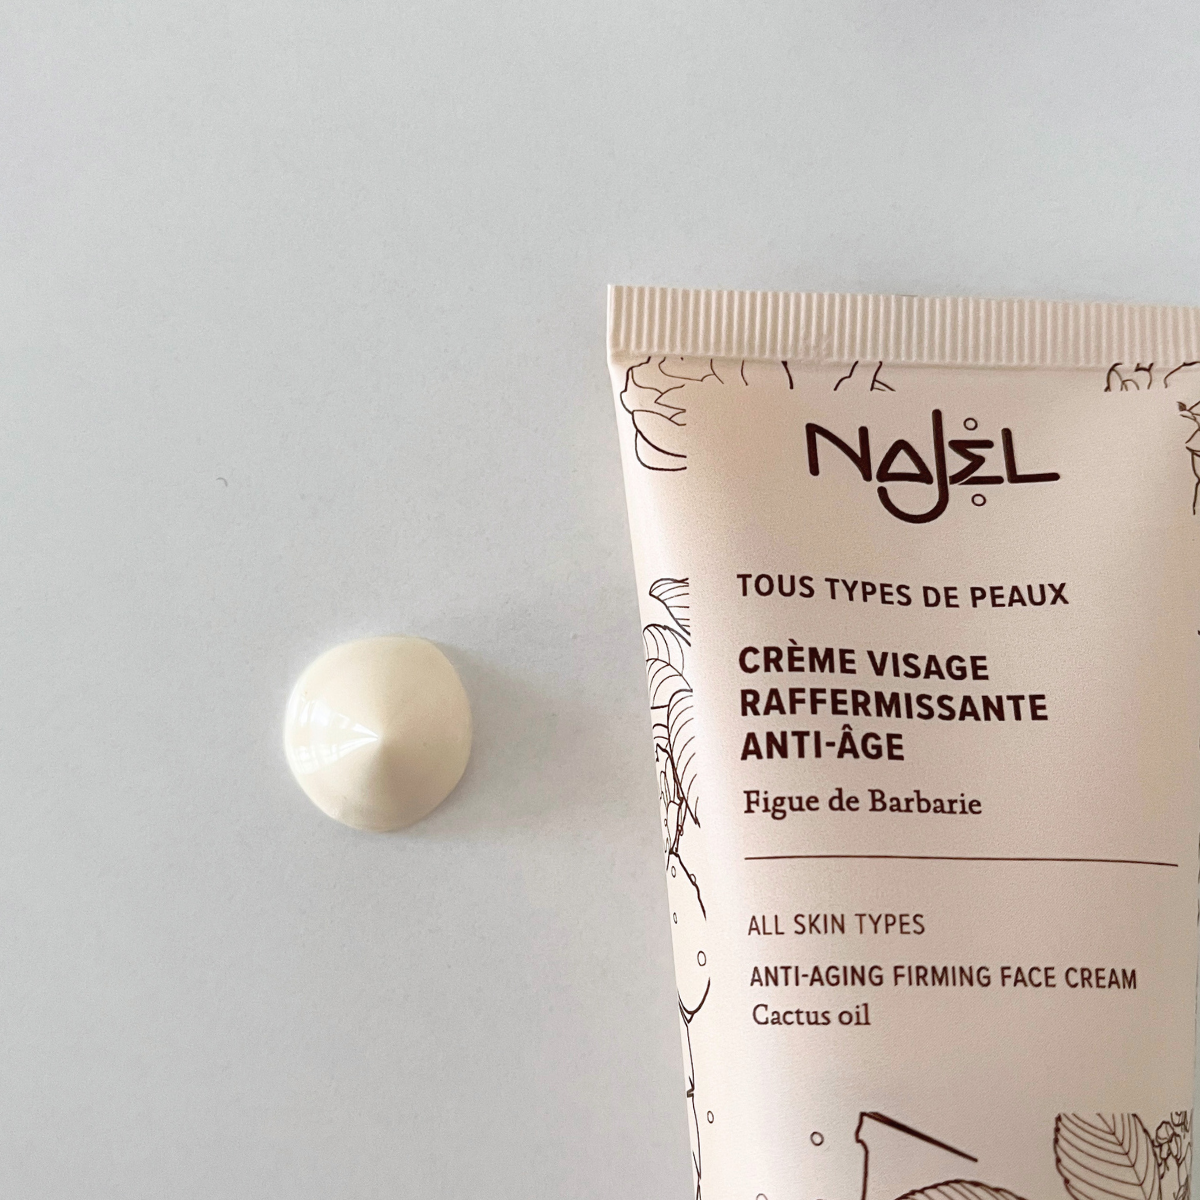 NAJEL
TOUS TYPES DE PEAUX
CRÈME VISAGE
RAFFERMISSANTE
ANTI-ÂGE
Figue de Barbarie
ALL SKIN TYPES
ANTI-AGING FIRMING FACE CREAM
Cactus oil